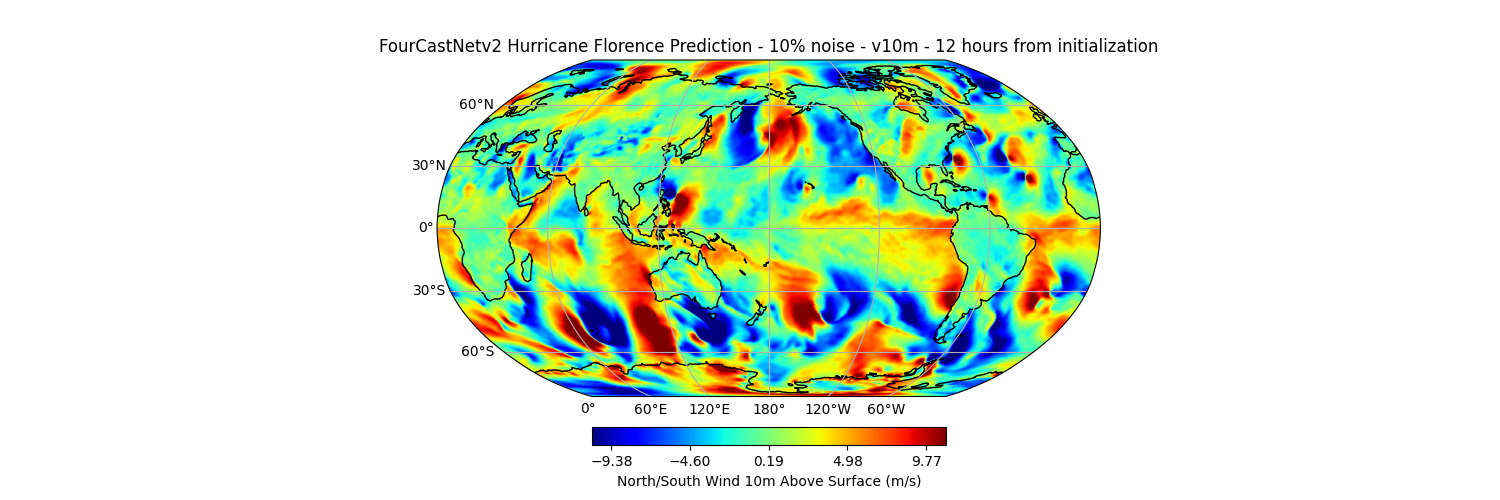 FourCastNetv2 Hurricane Florence Prediction - 10% noise - v10m - 12 hours from initialization
60°N
30°N
0°
30°S
60°S
0° 60°E 120°E 180° 120°W 60°W
−9.38 −4.60 0.19 4.98 9.77
North/South Wind 10m Above Surface (m/s)